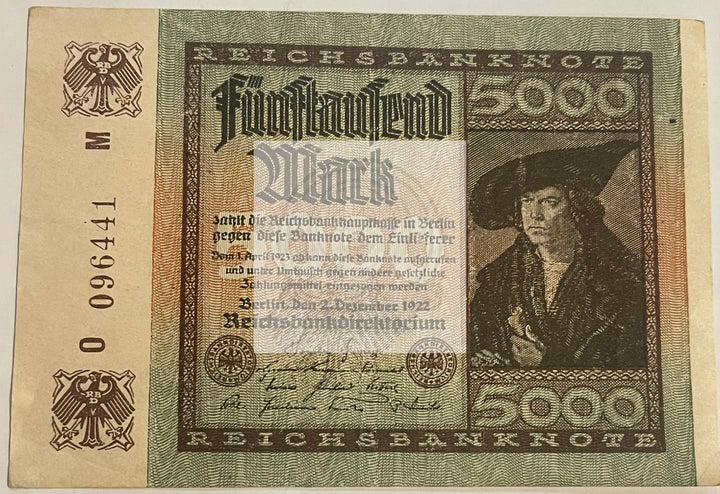 REICHSBANKNOTE
Fünftausend
5000
Mark
zahlt die Reichsbankhauptkasse in Berlin
gegen diese Banknote dem Einlieferer
Vom 1. April 1923 ab kann diese Banknote aufgerufen
und unter Umtausch gegen andere gesetzliche
Zahlungsmittel eingezogen werden
Berlin, den 2. Dezember 1922
Reichsbankdirektorium
5000
REICHSBANKNOTE
O 096441 M
RBD